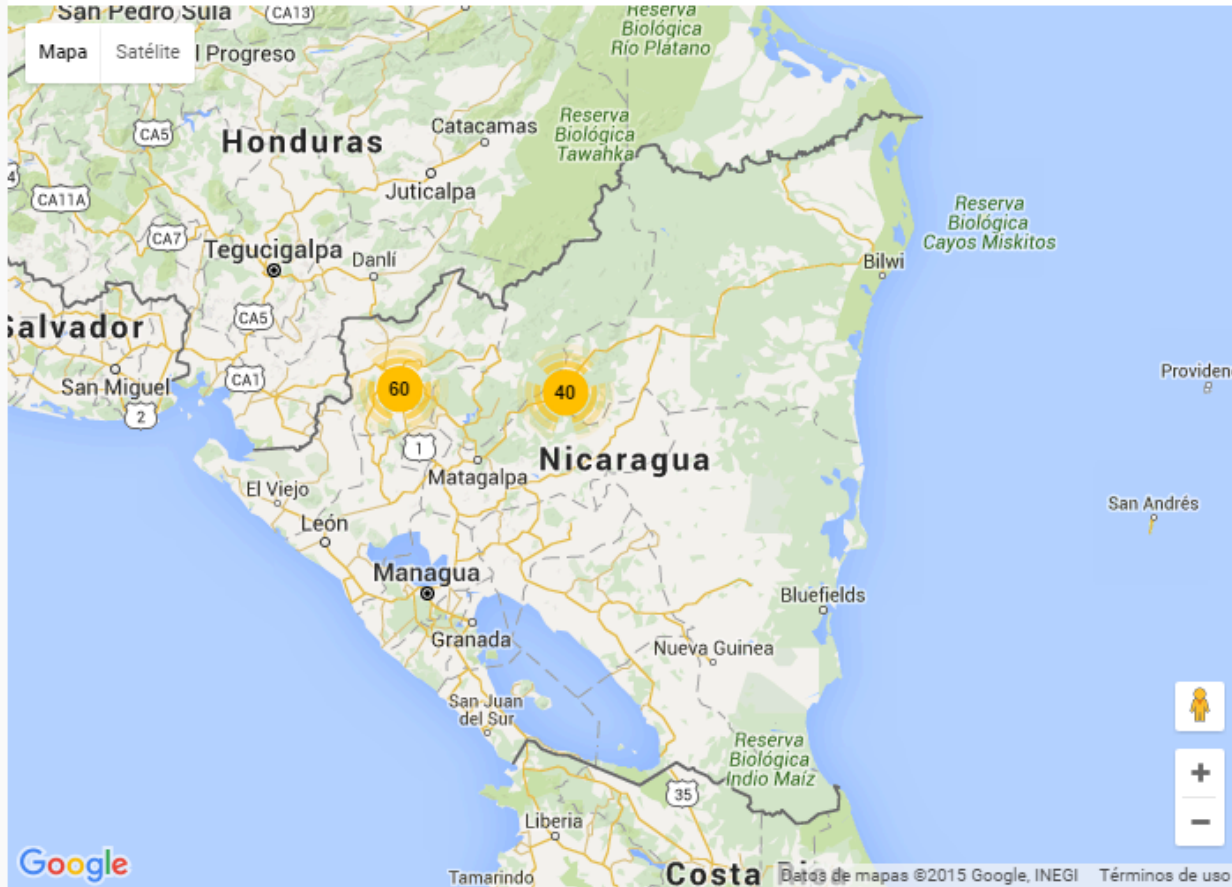 San Pedro Sula
CA13
Reserva
Biológica
Río Plátano
Mapa
Satélite
l Progreso
CA5
Catacamas
Reserva
Biológica
Tawahka
Honduras
4
CA11A
Juticalpa
CA7
Reserva
Biológica
Cayos Miskitos
Tegucigalpa
Danlí
Bilwi
CA5
Salvador
San Miguel
CA1
60
40
Providen
2
1
Nicaragua
Matagalpa
El Viejo
León
San Andrés
Managua
Bluefields
Granada
Nueva Guinea
San Juan
del Sur
Reserva
Biológica
Indio Maíz
35
Liberia
Google
Tamarindo
Costa Rica
Datos de mapas ©2015 Google, INEGI
Términos de uso